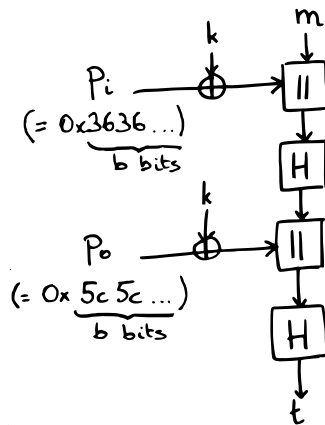 k
m
Pi
||
(= 0x3636...)
b bits
H
k
Po
||
(= 0x 5c 5c ...)
b bits
H
t